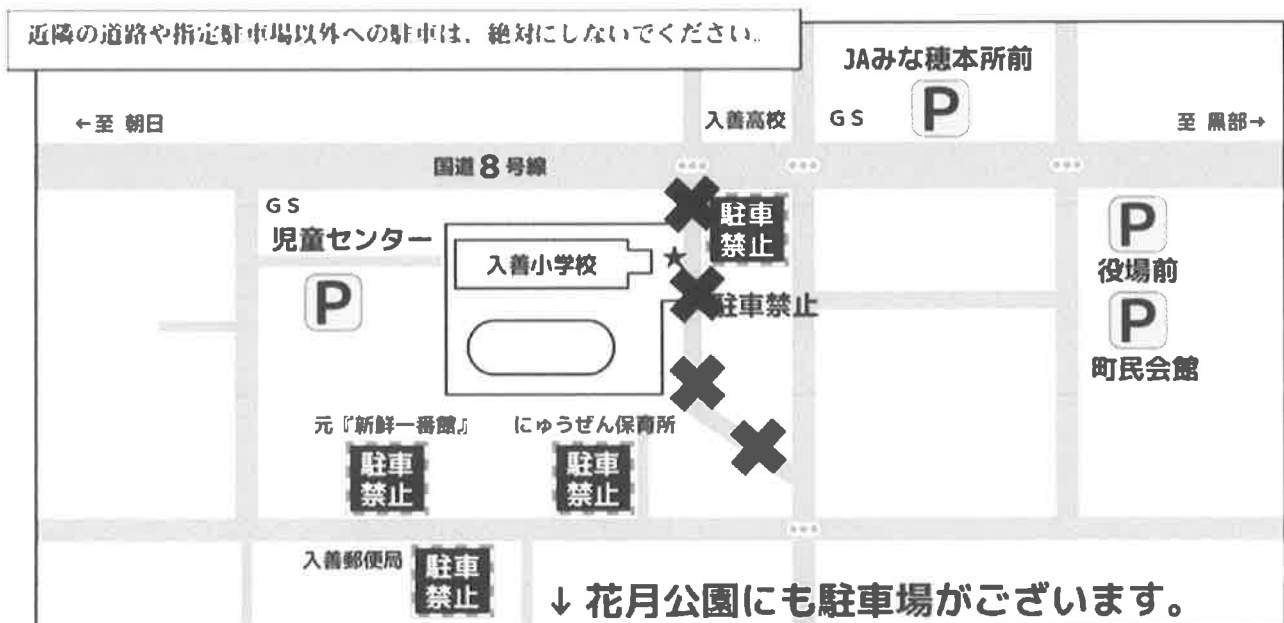 近隣の道路や指定駐車場以外への駐車は、絶対にしないでください。
JAみな穂本所前
P
←至 朝日
入善高校
GS
至 黒部→
国道8号線
GS
児童センター
P
入善小学校
★
駐車
禁止
駐車禁止
P
役場前
P
町民会館
元『新鮮一番館』
駐車
禁止
にゅうぜん保育所
駐車
禁止
入善郵便局
駐車
禁止
↓花月公園にも駐車場がございます。